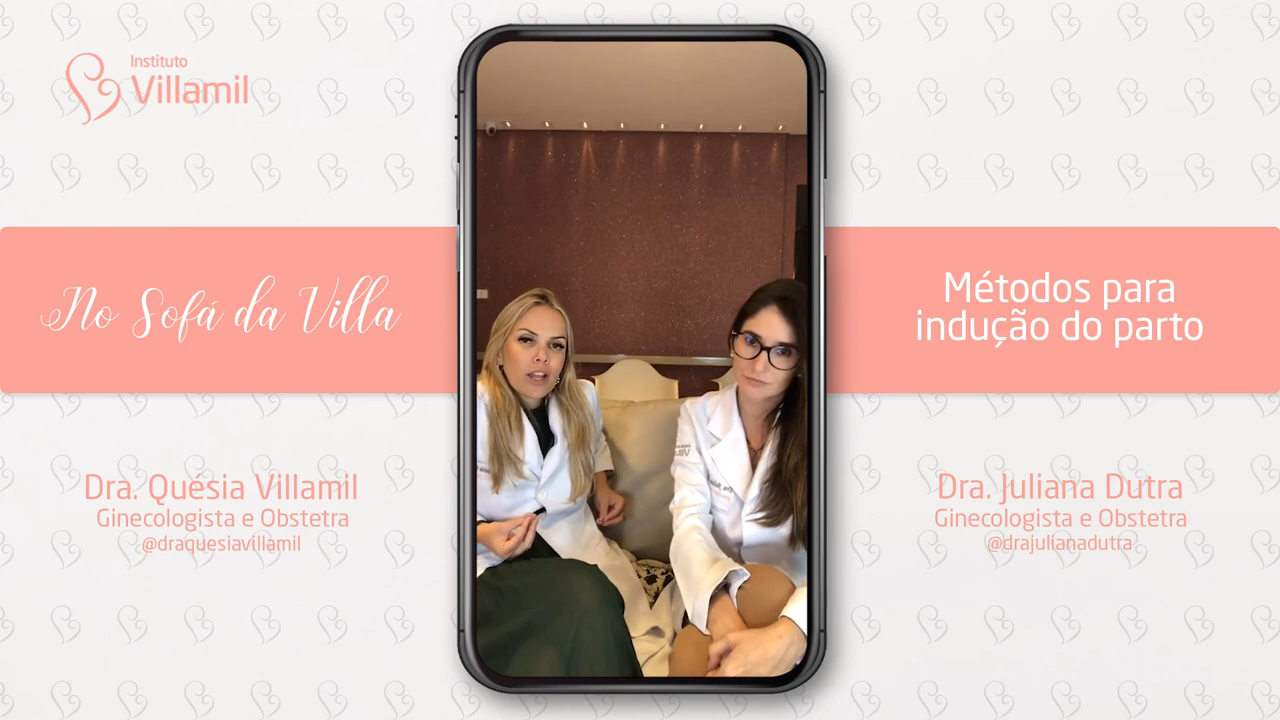 Instituto
Villamil
No Sofá da Villa
Métodos para
indução do parto
Dra. Quésia Villamil
Ginecologista e Obstetra
@draquesiavillamil
Dra. Juliana Dutra
Ginecologista e Obstetra
@drajulianadutra